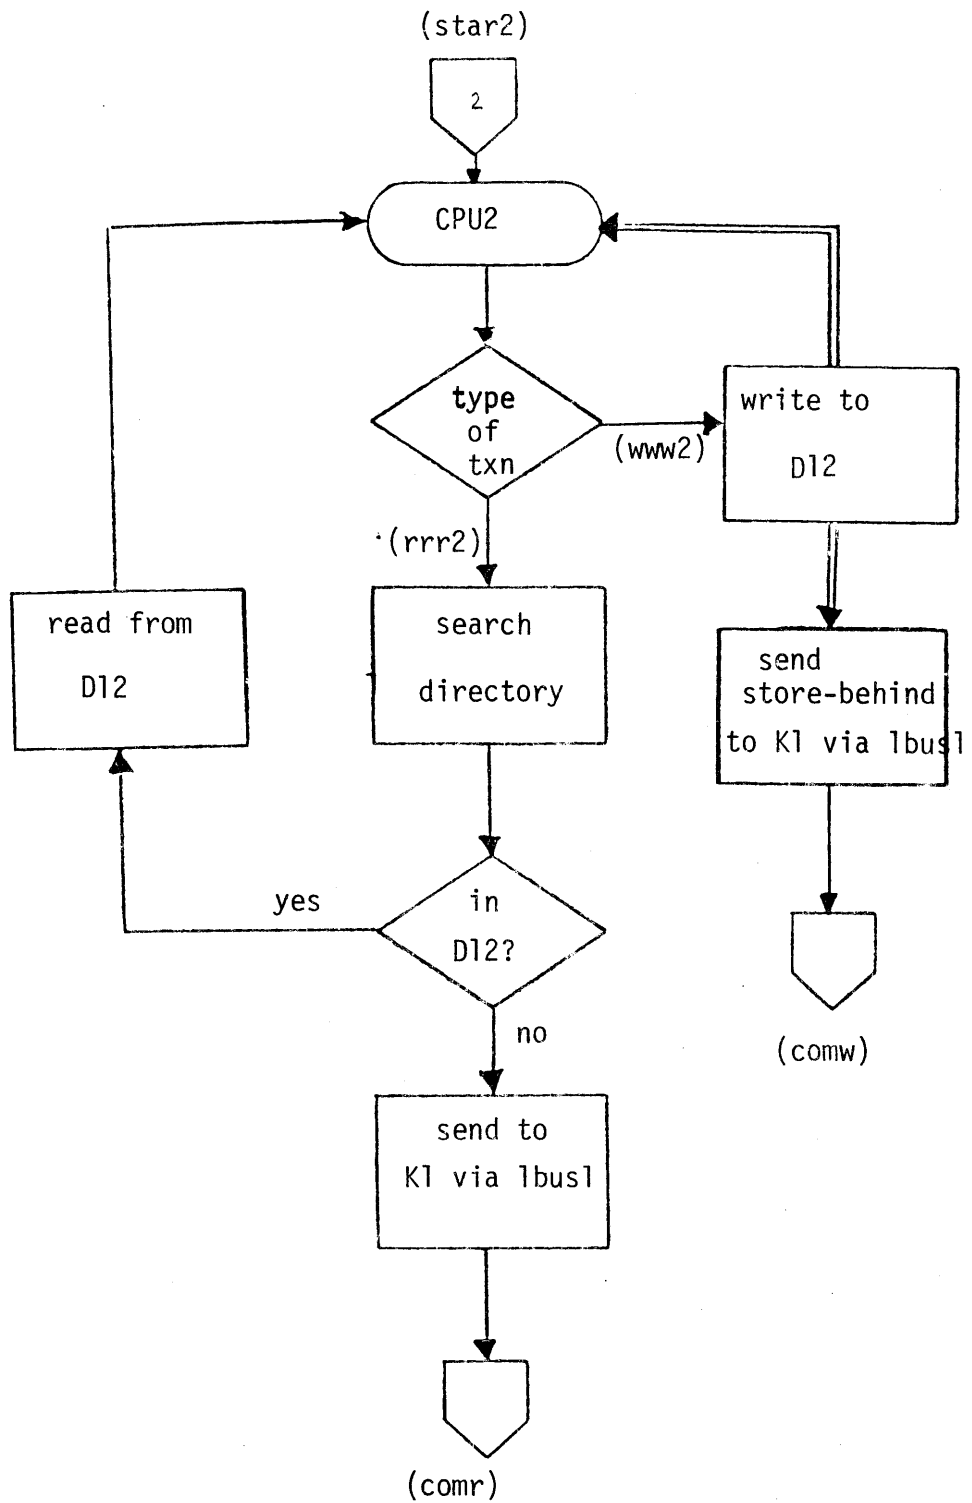 (star2)
2
CPU2
type
of
txn
(www2)
write to
D12
(rrr2)
read from
D12
search
directory
send
store-behind
to K1 via lbus1
yes
in
D12?
no
(comw)
send to
K1 via lbus1
(comr)